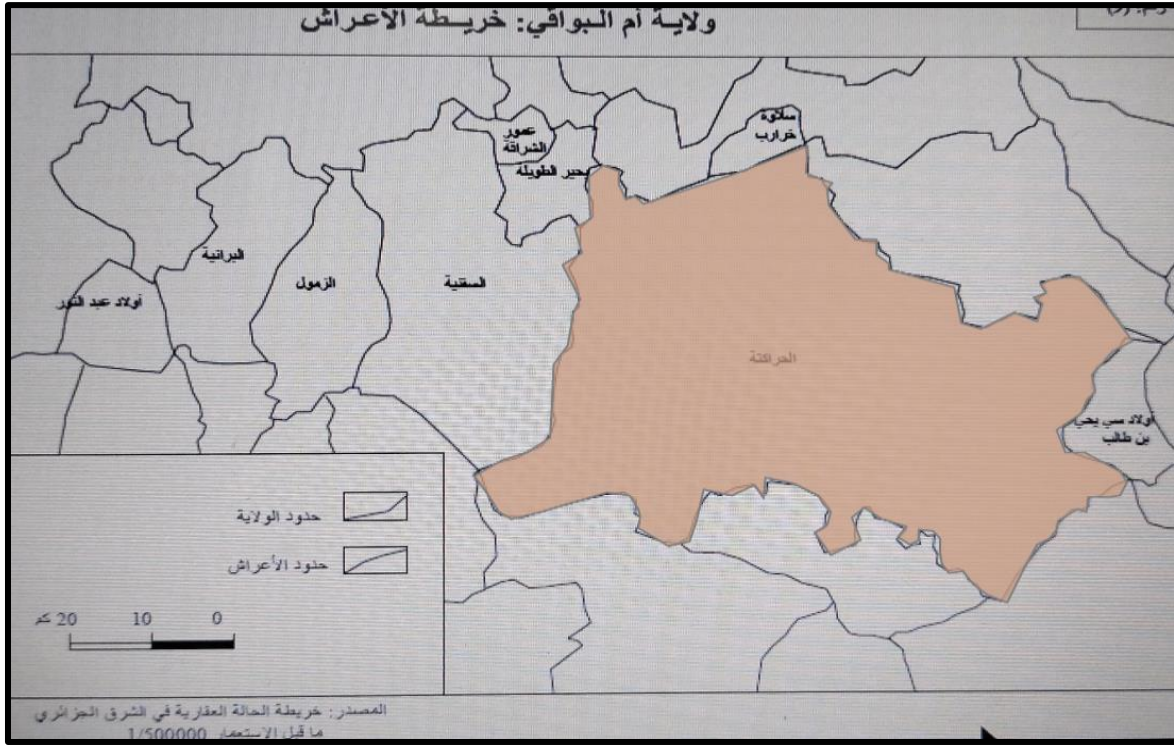 ولاية أم البواقي: خريطة الأعراش
سلاوة
خرارب
عمور
الشراقة
بحير الطويلة
البرانية
الزمول
السقنية
أولاد عبد النور
الحراكتة
أولاد سي يحي
بن طالب
حدود الولاية
حدود الأعراش
0 10 20 كم
المصدر: خريطة الحالة العقارية في الشرق الجزائري
ما قبل الاستعمار 1/500000